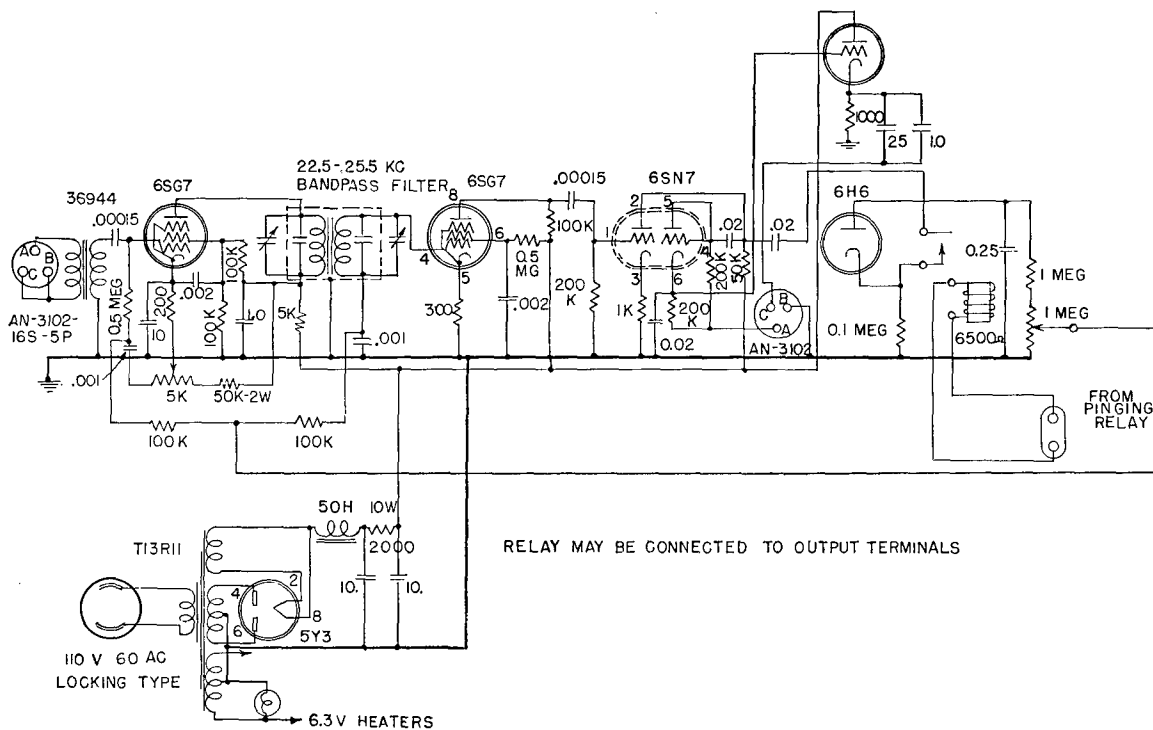 1000
25
1.0
22.5-25.5 KC
BANDPASS FILTER
36944
6SG7
6SG7
6SN7
6H6
.00015
8
.00015
2
5
.02
.02
100K
A
B
C
100K
4
6
5
0.5
MG
1
4
3
6
200K
50K
0.25
1 MEG
AN-3102-
16S-5P
0.5 MEG
.002
200
10
100K
1.0
5K
.001
300
.002
200
K
1K
200
K
0.02
C
B
A
AN-3102
0.1 MEG
6500Ω
1 MEG
.001
5K
50K-2W
100K
100K
FROM
PINGING
RELAY
50H
10W
2000
T13R11
RELAY MAY BE CONNECTED TO OUTPUT TERMINALS
4
2
6
8
5Y3
10.
10.
110 V 60 AC
LOCKING TYPE
6.3V HEATERS